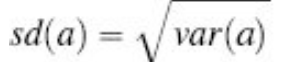 sd(a) = √var(a)